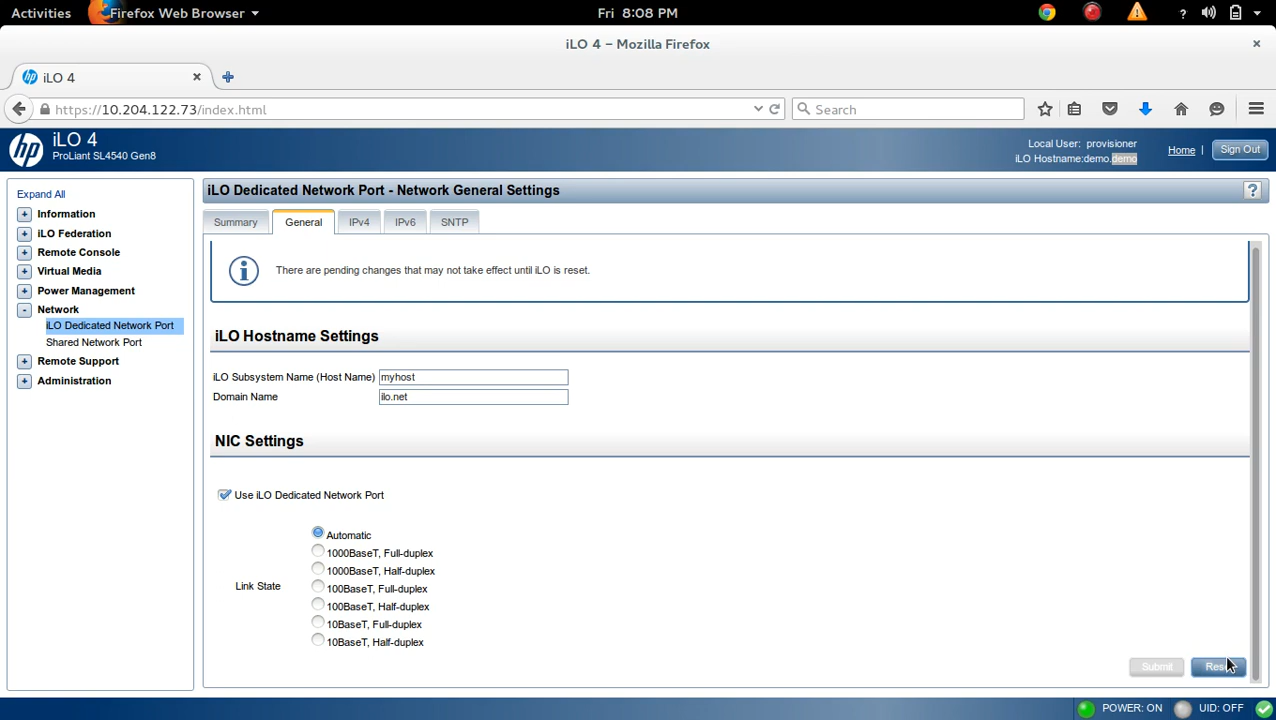 Activities Firefox Web Browser Fri 8:08 PM ?
iLO 4 – Mozilla Firefox ×
hp iLO 4 ×
https://10.204.122.73/index.html Search
hp iLO 4
ProLiant SL4540 Gen8
Local User: provisioner
iLO Hostname:demo.demo
Home | Sign Out
Expand All
+ Information
+ iLO Federation
+ Remote Console
+ Virtual Media
+ Power Management
- Network
iLO Dedicated Network Port
Shared Network Port
+ Remote Support
+ Administration
iLO Dedicated Network Port - Network General Settings ?
Summary General IPv4 IPv6 SNTP
There are pending changes that may not take effect until iLO is reset.
iLO Hostname Settings
iLO Subsystem Name (Host Name) myhost
Domain Name ilo.net
NIC Settings
Use iLO Dedicated Network Port
Link State
Automatic
1000BaseT, Full-duplex
1000BaseT, Half-duplex
100BaseT, Full-duplex
100BaseT, Half-duplex
10BaseT, Full-duplex
10BaseT, Half-duplex
Submit Reset
POWER: ON UID: OFF